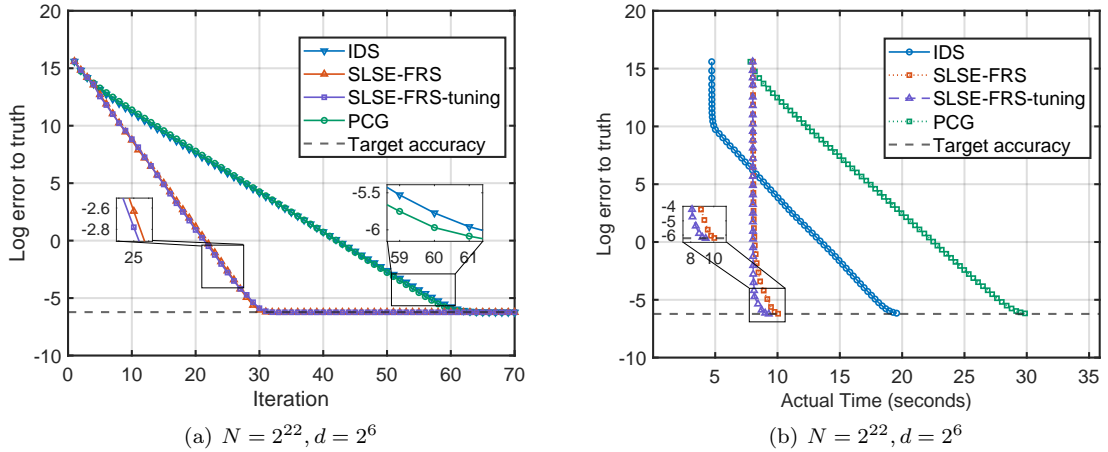 20
15
10
5
0
-5
-10
Log error to truth
IDS
SLSE-FRS
SLSE-FRS-tuning
PCG
Target accuracy
-2.6
-2.8
25
-5.5
-6
59 60 61
0 10 20 30 40 50 60 70
Iteration
(a) N = 2^22, d = 2^6
20
15
10
5
0
-5
-10
Log error to truth
IDS
SLSE-FRS
SLSE-FRS-tuning
PCG
Target accuracy
-4
-5
-6
8 10
5 10 15 20 25 30 35
Actual Time (seconds)
(b) N = 2^22, d = 2^6